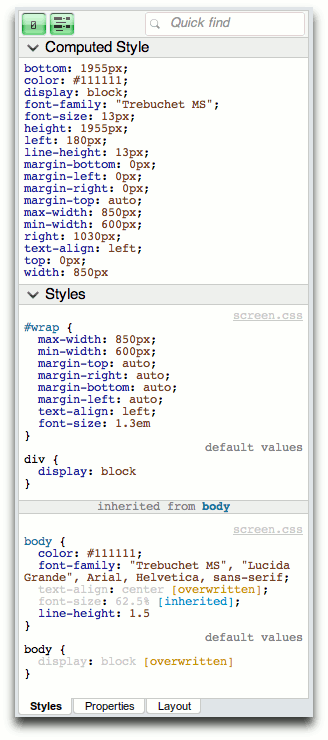 Quick find
Computed Style
bottom: 1955px;
color: #111111;
display: block;
font-family: "Trebuchet MS";
font-size: 13px;
height: 1955px;
left: 180px;
line-height: 13px;
margin-bottom: 0px;
margin-left: 0px;
margin-right: 0px;
margin-top: auto;
max-width: 850px;
min-width: 600px;
right: 1030px;
text-align: left;
top: 0px;
width: 850px
Styles
screen.css
#wrap {
max-width: 850px;
min-width: 600px;
margin-top: auto;
margin-right: auto;
margin-bottom: auto;
margin-left: auto;
text-align: left;
font-size: 1.3em
}
default values
div {
display: block
}
inherited from body
screen.css
body {
color: #111111;
font-family: "Trebuchet MS", "Lucida
Grande", Arial, Helvetica, sans-serif;
text-align: center [overwritten];
font-size: 62.5% [inherited];
line-height: 1.5
}
default values
body {
display: block [overwritten]
}
Styles Properties Layout